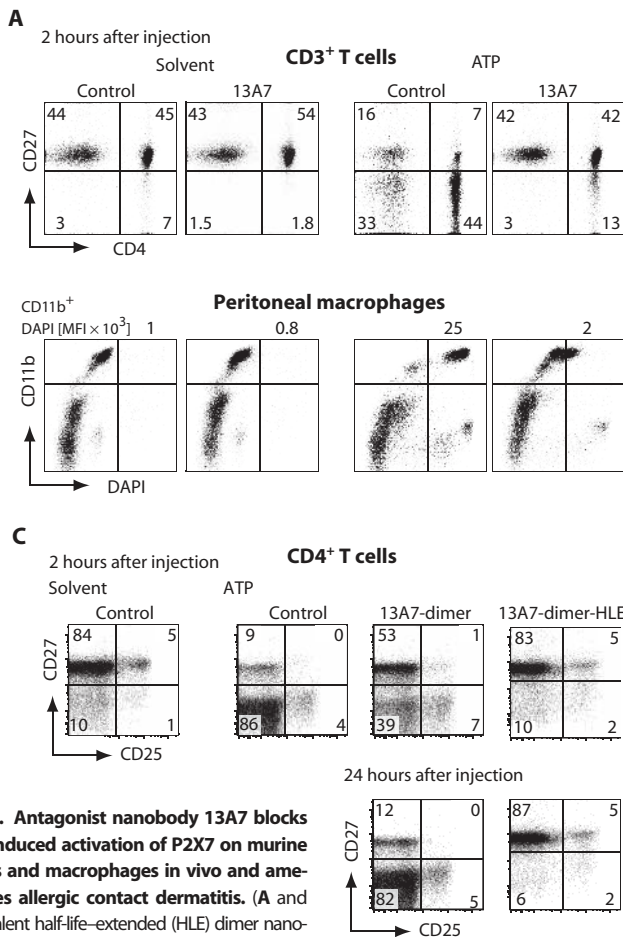 A
2 hours after injection
CD3+ T cells
Solvent
ATP
Control
13A7
Control
13A7
44
45
43
54
16
7
42
42
CD27
3
7
1.5
1.8
33
44
3
13
CD4
Peritoneal macrophages
CD11b+
DAPI [MFI × 10³]
1
0.8
25
2
CD11b
DAPI
C
2 hours after injection
CD4+ T cells
Solvent
ATP
Control
Control
13A7-dimer
13A7-dimer-HLE
84
5
9
0
53
1
83
5
CD27
10
1
86
4
39
7
10
2
CD25
24 hours after injection
12
0
87
5
CD27
82
5
6
2
CD25
. Antagonist nanobody 13A7 blocks
nduced activation of P2X7 on murine
s and macrophages in vivo and ame-
es allergic contact dermatitis. (A and
alent half-life–extended (HLE) dimer nano-